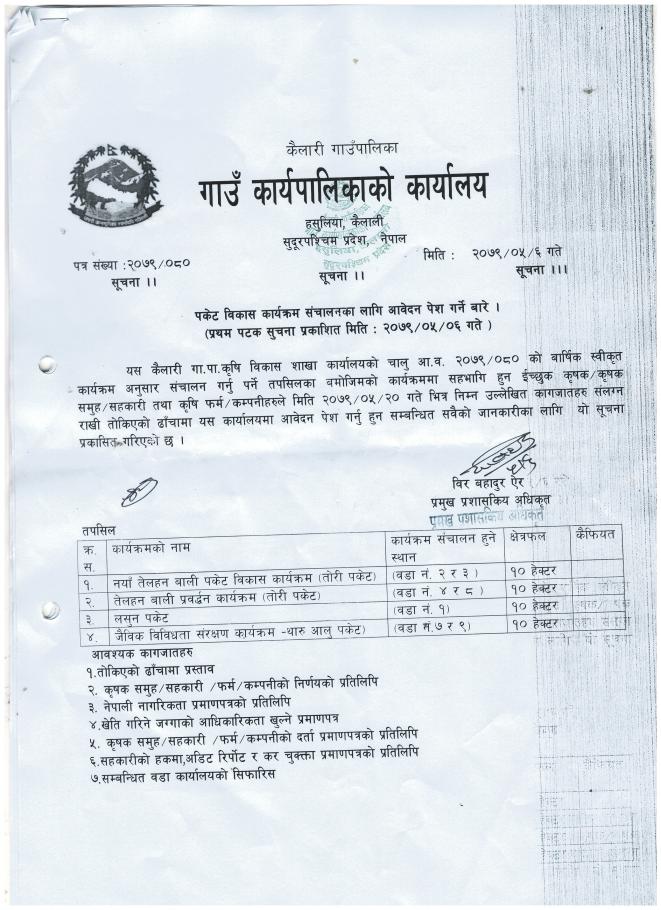 कैलारी गाउँपालिका
गाउँ कार्यपालिकाको कार्यालय
हसुलिया, कैलाली
सुदूरपश्चिम प्रदेश, नेपाल
पत्र संख्या :२०७९/०८० मिति : २०७९/०५/६ गते
सूचना ।। सूचना ।। सूचना ।।।
पकेट विकास कार्यक्रम संचालनका लागि आवेदन पेश गर्ने बारे ।
(प्रथम पटक सुचना प्रकाशित मिति : २०७९/०५/०६ गते )
यस कैलारी गा.पा.कृषि विकास शाखा कार्यालयको चालु आ.व. २०७९/०८० को वार्षिक स्वीकृत
कार्यक्रम अनुसार संचालन गर्नु पर्ने तपसिलका बमोजिमको कार्यक्रममा सहभागि हुन ईच्छुक कृषक/कृषक
समुह/सहकारी तथा कृषि फर्म/कम्पनीहरुले मिति २०७९/०५/२० गते भित्र निम्न उल्लेखित कागजातहरु संलग्न
राखी तोकिएको ढाँचामा यस कार्यालयमा आवेदन पेश गर्नु हुन सम्बन्धित सवैको जानकारीका लागि यो सूचना
प्रकासित गरिएको छ ।
विर बहादुर ऐर
प्रमुख प्रशासकिय अधिकृत
प्रमुख प्रशासकिय अधिकृत
तपसिल
क्र. स. कार्यक्रमको नाम कार्यक्रम संचालन हुने स्थान क्षेत्रफल कैफियत
१. नयाँ तेलहन बाली पकेट विकास कार्यक्रम (तोरी पकेट) (वडा नं. २ र ३ ) १० हेक्टर
२. तेलहन बाली प्रवर्द्धन कार्यक्रम (तोरी पकेट) (वडा नं. ४ र ८ ) १० हेक्टर
३. लसुन पकेट (वडा नं. १) १० हेक्टर
४. जैविक विविधता संरक्षण कार्यक्रम -थारु आलु पकेट) (वडा नं.७ र ९) १० हेक्टर
आवश्यक कागजातहरु
१.तोकिएको ढाँचामा प्रस्ताव
२. कृषक समुह/सहकारी /फर्म/कम्पनीको निर्णयको प्रतिलिपि
३. नेपाली नागरिकता प्रमाणपत्रको प्रतिलिपि
४.खेति गरिने जग्गाको आधिकारिकता खुल्ने प्रमाणपत्र
५. कृषक समुह/सहकारी /फर्म/कम्पनीको दर्ता प्रमाणपत्रको प्रतिलिपि
६.सहकारीको हकमा,अडिट रिर्पोट र कर चुक्ता प्रमाणपत्रको प्रतिलिपि
७.सम्बन्धित वडा कार्यालयको सिफारिस